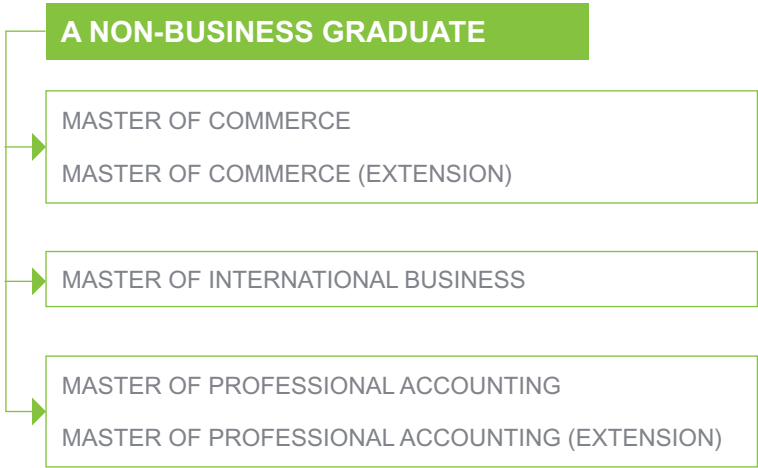 A NON-BUSINESS GRADUATE
MASTER OF COMMERCE
MASTER OF COMMERCE (EXTENSION)
MASTER OF INTERNATIONAL BUSINESS
MASTER OF PROFESSIONAL ACCOUNTING
MASTER OF PROFESSIONAL ACCOUNTING (EXTENSION)